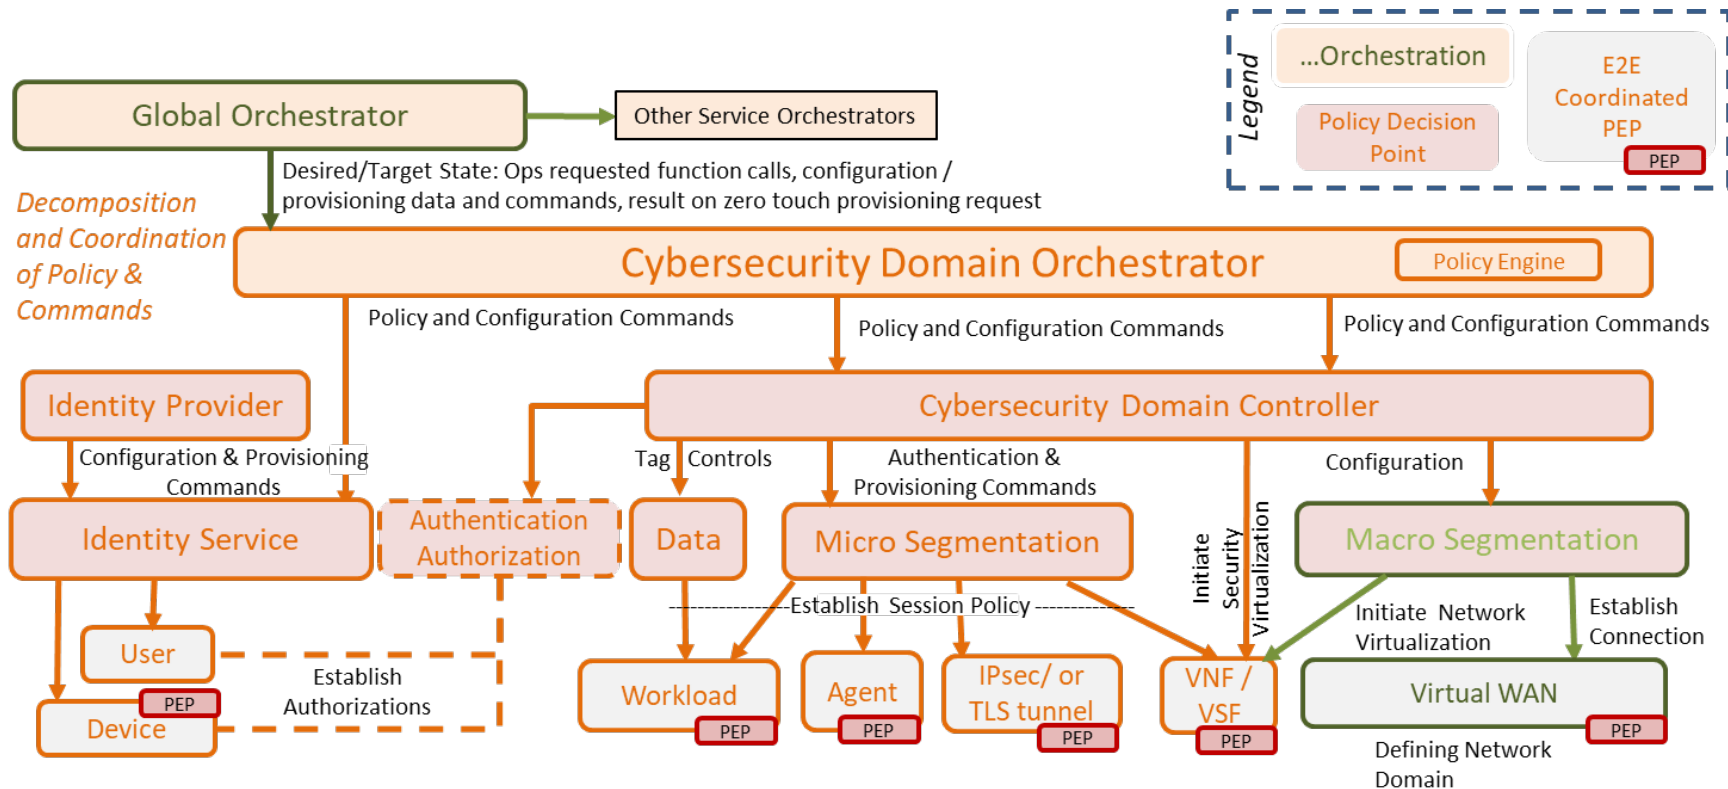 Legend
...Orchestration
E2E
Coordinated
PEP
PEP
Policy Decision
Point
Global Orchestrator
Other Service Orchestrators
Desired/Target State: Ops requested function calls, configuration /
provisioning data and commands, result on zero touch provisioning request
Decomposition
and Coordination
of Policy &
Commands
Cybersecurity Domain Orchestrator
Policy Engine
Policy and Configuration Commands
Policy and Configuration Commands
Policy and Configuration Commands
Identity Provider
Cybersecurity Domain Controller
Configuration & Provisioning
Commands
Tag Controls
Authentication &
Provisioning Commands
Configuration
Identity Service
Authentication
Authorization
Data
Micro Segmentation
Initiate
Security
Virtualization
Macro Segmentation
Establish Session Policy
Initiate Network
Virtualization
Establish
Connection
User
Establish
Authorizations
Device
PEP
Workload
PEP
Agent
PEP
IPsec/ or
TLS tunnel
PEP
VNF /
VSF
PEP
Virtual WAN
PEP
Defining Network
Domain